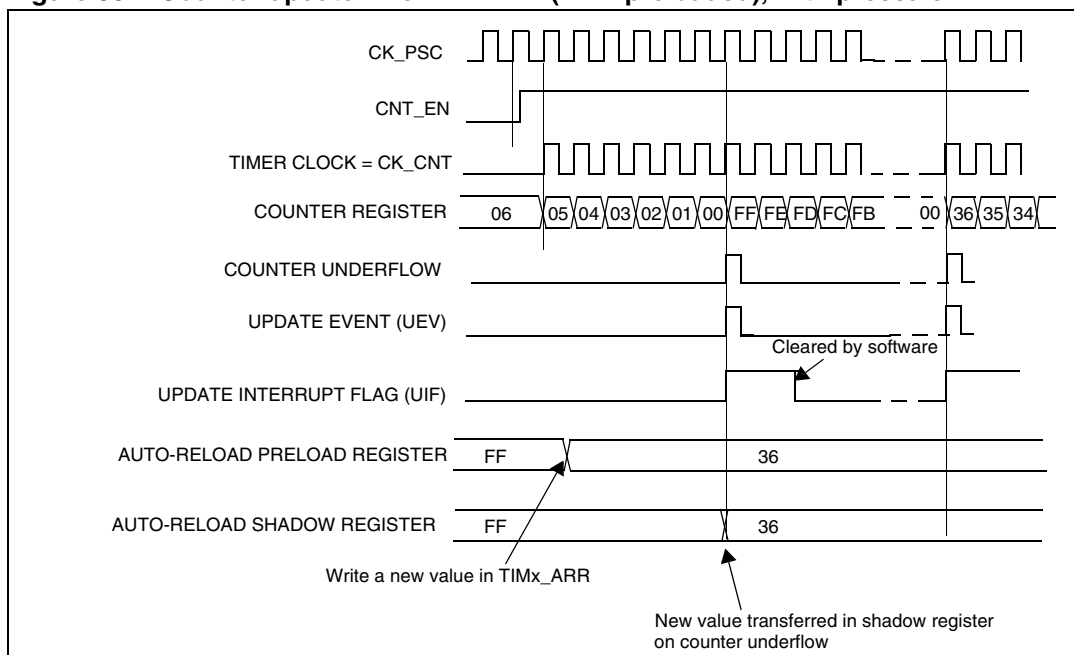 CK_PSC
CNT_EN
TIMER CLOCK = CK_CNT
COUNTER REGISTER 06 05 04 03 02 01 00 FF FE FD FC FB 00 36 35 34
COUNTER UNDERFLOW
UPDATE EVENT (UEV)
Cleared by software
UPDATE INTERRUPT FLAG (UIF)
AUTO-RELOAD PRELOAD REGISTER FF 36
AUTO-RELOAD SHADOW REGISTER FF 36
Write a new value in TIMx_ARR
New value transferred in shadow register
on counter underflow